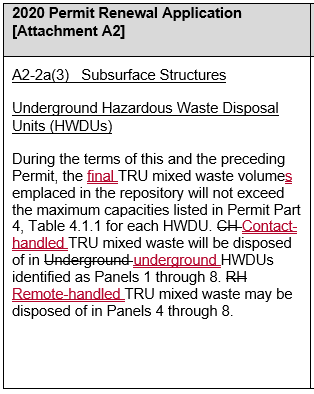 2020 Permit Renewal Application
[Attachment A2]
A2-2a(3) Subsurface Structures
Underground Hazardous Waste Disposal
Units (HWDUs)
During the terms of this and the preceding
Permit, the final TRU mixed waste volumes
emplaced in the repository will not exceed
the maximum capacities listed in Permit Part
4, Table 4.1.1 for each HWDU. CH Contact-
handled TRU mixed waste will be disposed
of in Underground underground HWDUs
identified as Panels 1 through 8. RH
Remote-handled TRU mixed waste may be
disposed of in Panels 4 through 8.